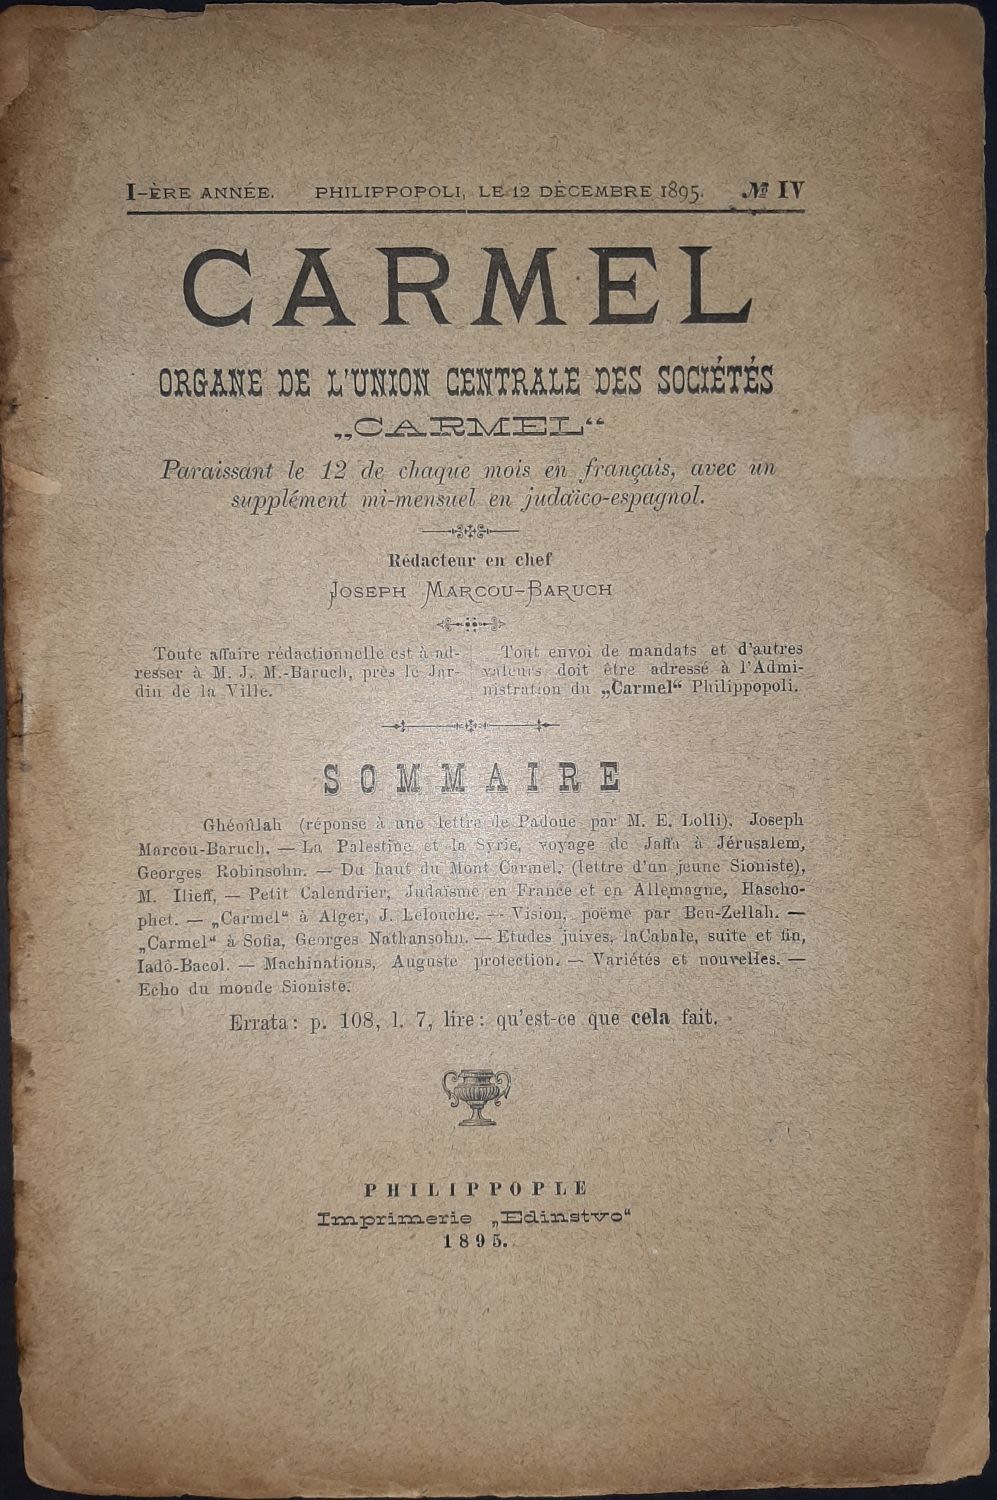 I-ÈRE ANNÉE. PHILIPPOPOLI, LE 12 DÈCEMBRE 1895. № IV
CARMEL
ORGANE DE L'UNION CENTRALE DES SOCIÉTÉS
„CARMEL“
Paraissant le 12 de chaque mois en français, avec un
supplément mi-mensuel en judaïco-espagnol.
Rédacteur en chef
JOSEPH MARCOU-BARUCH
Toute affaire rédactionnelle est à ad-
resser à M. J. M.-Baruch, près le Jar-
din de la Ville.
Tout envoi de mandats et d'autres
valeurs doit être adressé à l'Admi-
nistration du „Carmel“ Philippopoli.
SOMMAIRE
Ghéoûllah (réponse à une lettre de Padoue par M. E. Lolli), Joseph
Marcou-Baruch. — La Palestine et la Syrie, voyage de Jaffa à Jérusalem,
Georges Robinsohn. — Du haut du Mont Carmel, (lettre d'un jeune Sioniste),
M. Ilieff, — Petit Calendrier, Judaïsme en France et en Allemagne, Hascho-
phet. — „Carmel“ à Alger, J. Lelouche. — Vision, poème par Ben-Zellah. —
„Carmel“ à Sofia, Georges Nathansohn. — Etudes juives, laCabale, suite et fin,
Iadô-Bacol. — Machinations, Auguste protection. — Variétés et nouvelles. —
Echo du monde Sioniste.
Errata: p. 108, l. 7, lire: qu'est-ce que cela fait.
PHILIPPOPLE
Imprimerie „Edinstvo“
1895.